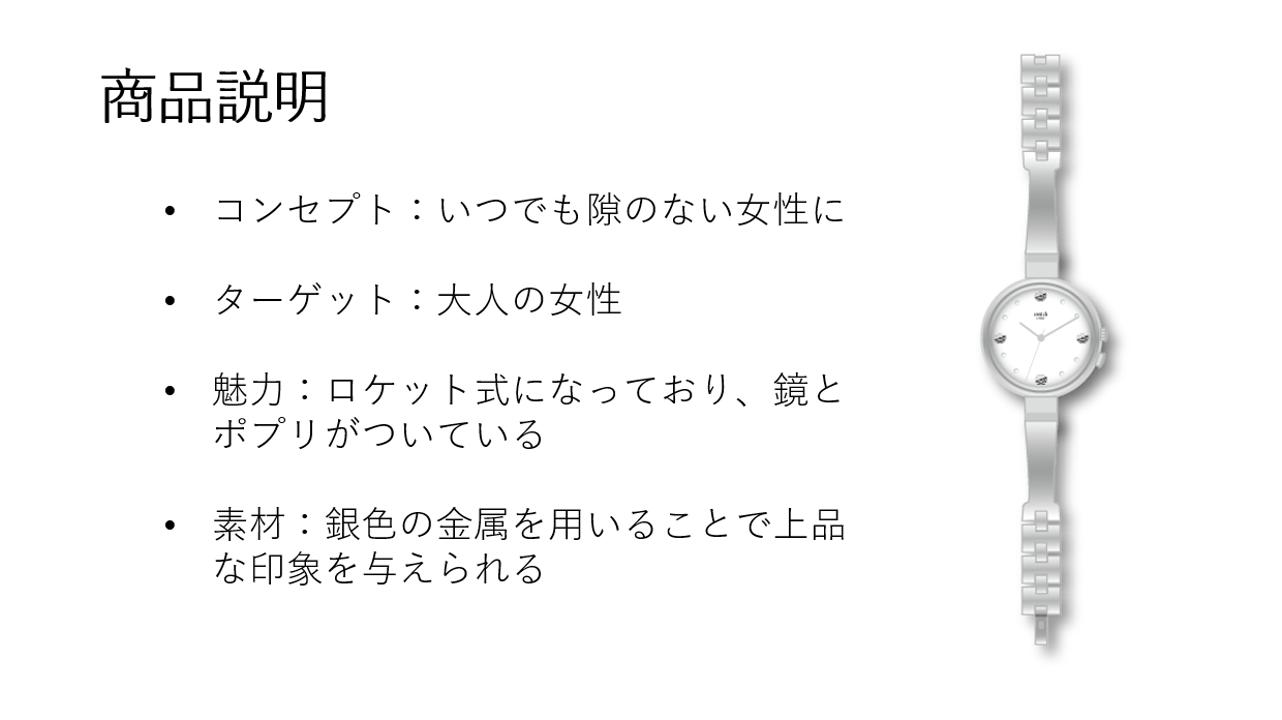 商品説明
• コンセプト：いつでも隙のない女性に
• ターゲット：大人の女性
• 魅力：ロケット式になっており、鏡と
ポプリがついている
• 素材：銀色の金属を用いることで上品
な印象を与えられる